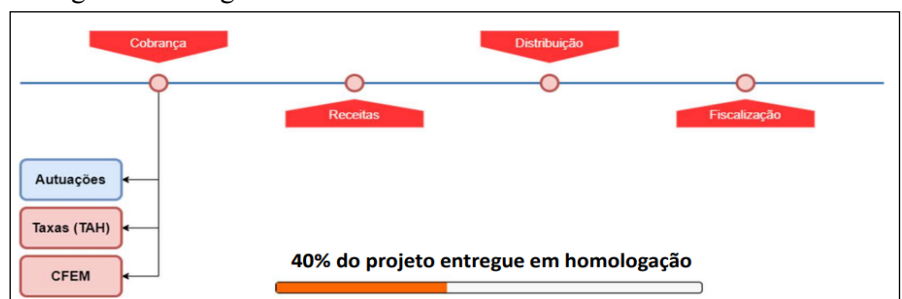 Cobrança
Distribuição
Receitas
Fiscalização
Autuações
Taxas (TAH)
CFEM
40% do projeto entregue em homologação